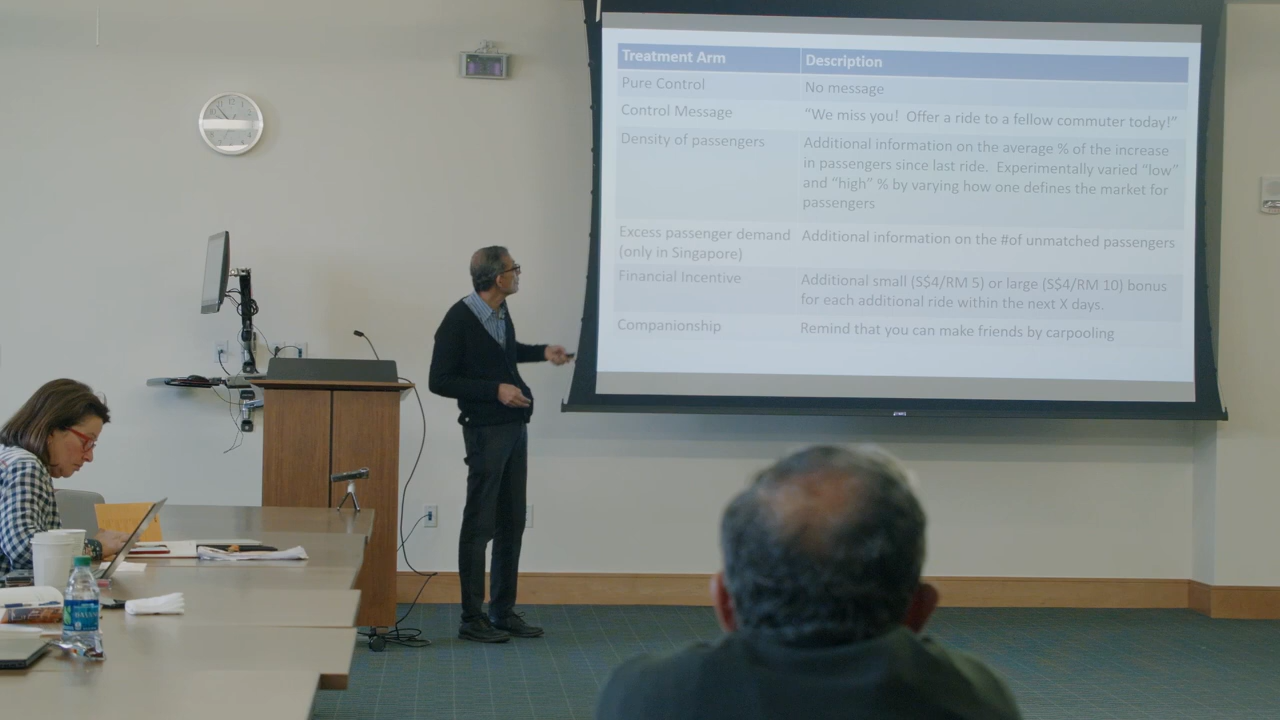 Treatment Arm Description
Pure Control No message
Control Message "We miss you! Offer a ride to a fellow commuter today!"
Density of passengers Additional information on the average % of the increase
in passengers since last ride. Experimentally varied "low"
and "high" % by varying how one defines the market for
passengers
Excess passenger demand Additional information on the #of unmatched passengers
(only in Singapore)
Financial Incentive Additional small (S$4/RM 5) or large (S$4/RM 10) bonus
for each additional ride within the next X days.
Companionship Remind that you can make friends by carpooling